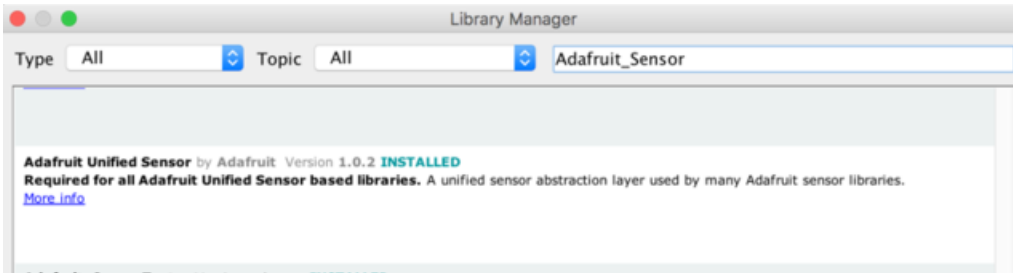 Library Manager
Type All Topic All Adafruit_Sensor
Adafruit Unified Sensor by Adafruit Version 1.0.2 INSTALLED
Required for all Adafruit Unified Sensor based libraries. A unified sensor abstraction layer used by many Adafruit sensor libraries.
More info